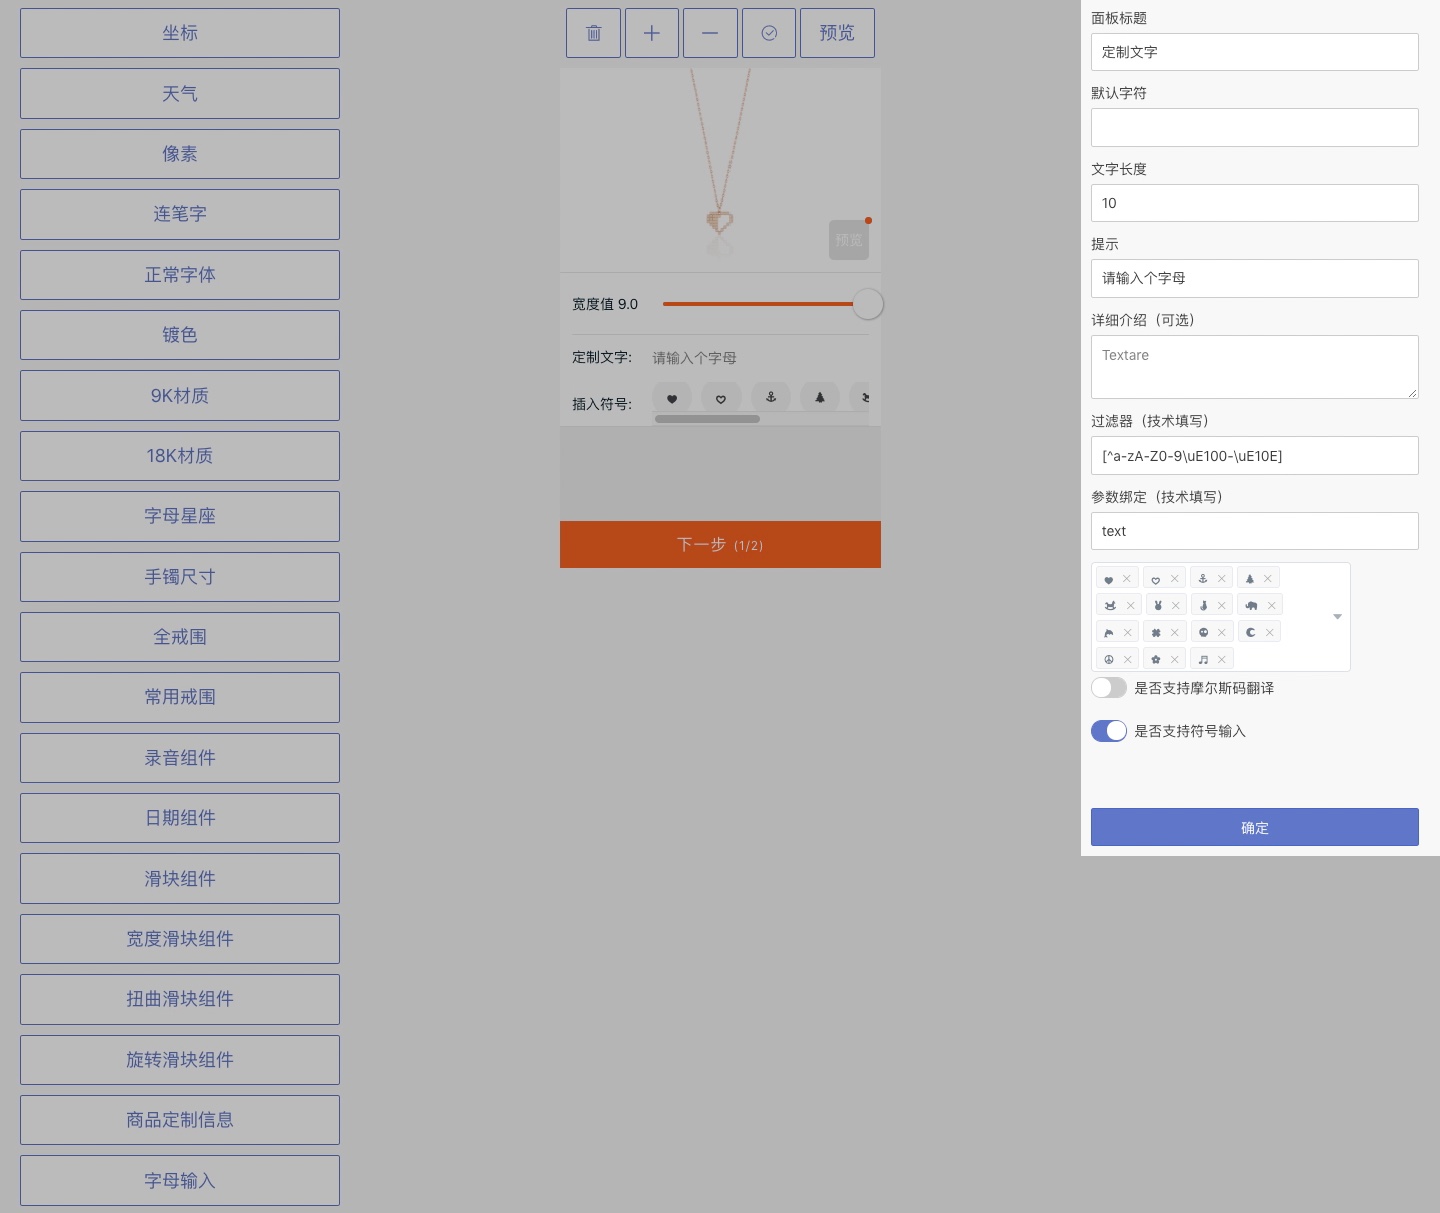 坐标
天气
像素
连笔字
正常字体
镀色
9K材质
18K材质
字母星座
手镯尺寸
全戒围
常用戒围
录音组件
日期组件
滑块组件
宽度滑块组件
扭曲滑块组件
旋转滑块组件
商品定制信息
字母输入
预览
预览
宽度值 9.0
定制文字: 请输入个字母
插入符号:
下一步 (1/2)
面板标题
定制文字
默认字符
文字长度
10
提示
请输入个字母
详细介绍（可选）
Textare
过滤器（技术填写）
[^a-zA-Z0-9\uE100-\uE10E]
参数绑定（技术填写）
text
是否支持摩尔斯码翻译
是否支持符号输入
确定